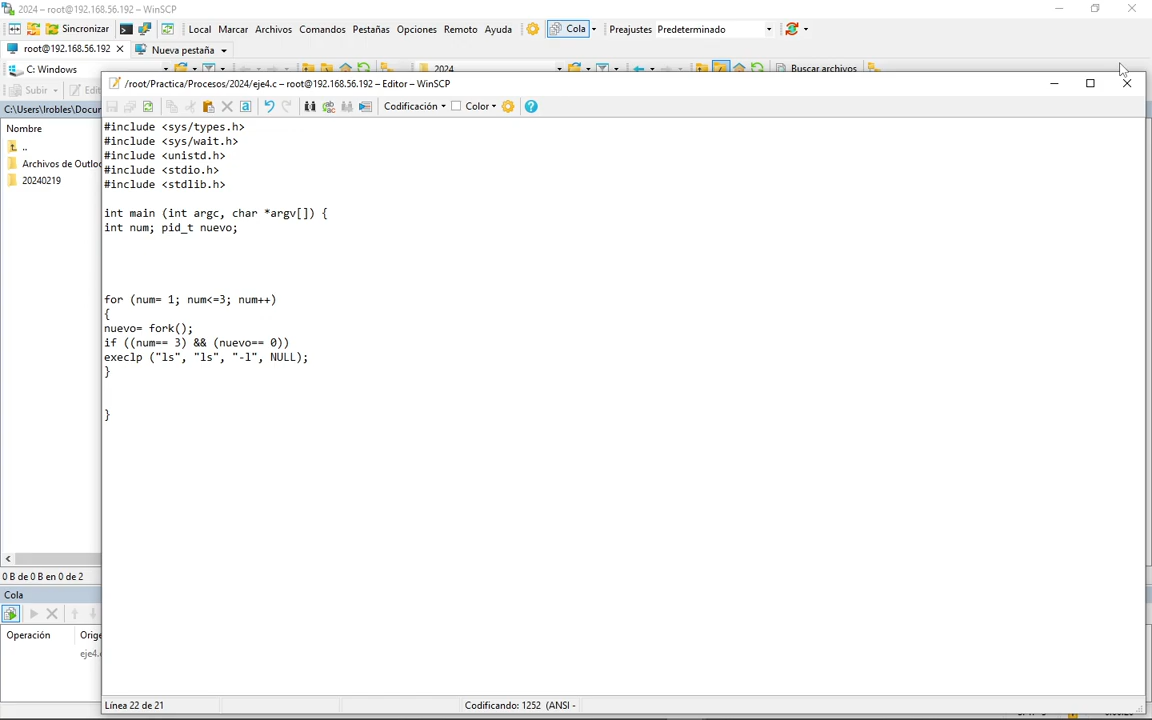 2024 – root@192.168.56.192 – WinSCP
Sincronizar Local Marcar Archivos Comandos Pestañas Opciones Remoto Ayuda Cola Preajustes Predeterminado
root@192.168.56.192 Nueva pestaña
C: Windows 2024 Buscar archivos
Subir Edit
/root/Practica/Procesos/2024/eje4.c – root@192.168.56.192 – Editor – WinSCP
C:\Users\lrobles\Docur
Codificación Color
Nombre
..
Archivos de Outloo
20240219
#include <sys/types.h>
#include <sys/wait.h>
#include <unistd.h>
#include <stdio.h>
#include <stdlib.h>
int main (int argc, char *argv[]) {
int num; pid_t nuevo;
for (num= 1; num<=3; num++)
{
nuevo= fork();
if ((num== 3) && (nuevo== 0))
execlp ("ls", "ls", "-l", NULL);
}
}
0 B de 0 B en 0 de 2
Cola
Operación Orige
eje4.c
Línea 22 de 21 Codificando: 1252 (ANSI -